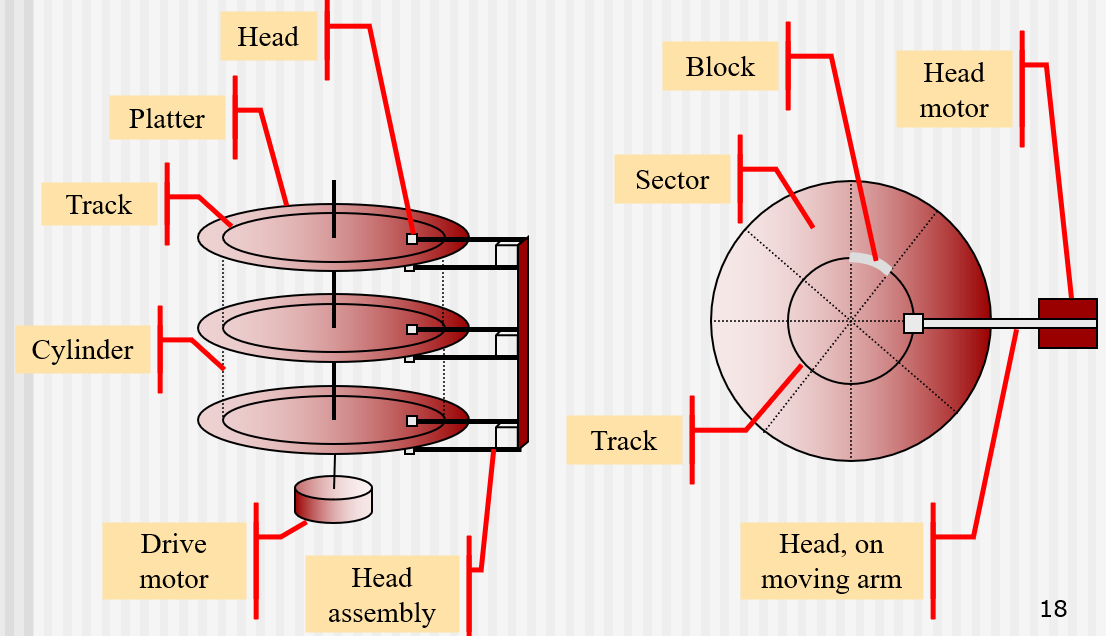 Head
Platter
Track
Cylinder
Drive
motor
Head
assembly
Block
Head
motor
Sector
Track
Head, on
moving arm
18